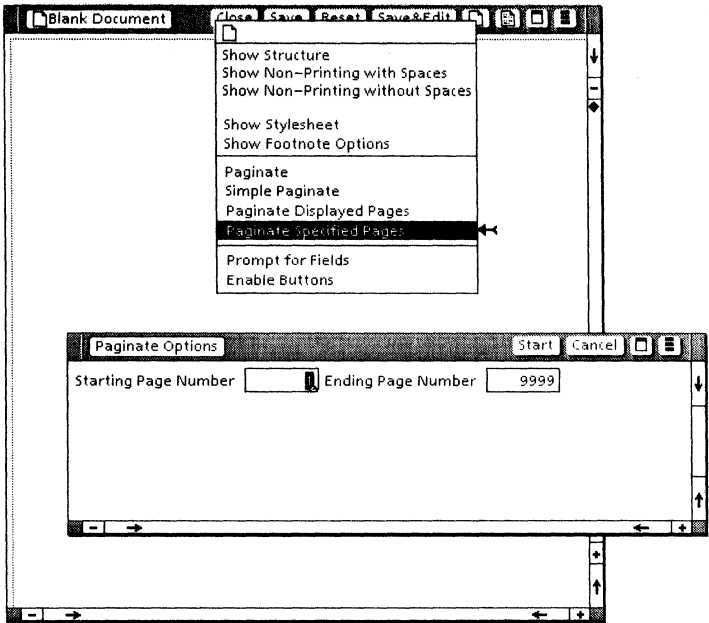 Blank Document Close Save Reset Save&Edit
Show Structure
Show Non-Printing with Spaces
Show Non-Printing without Spaces
Show Stylesheet
Show Footnote Options
Paginate
Simple Paginate
Paginate Displayed Pages
Paginate Specified Pages
Prompt for Fields
Enable Buttons
Paginate Options Start Cancel
Starting Page Number 1 Ending Page Number 9999